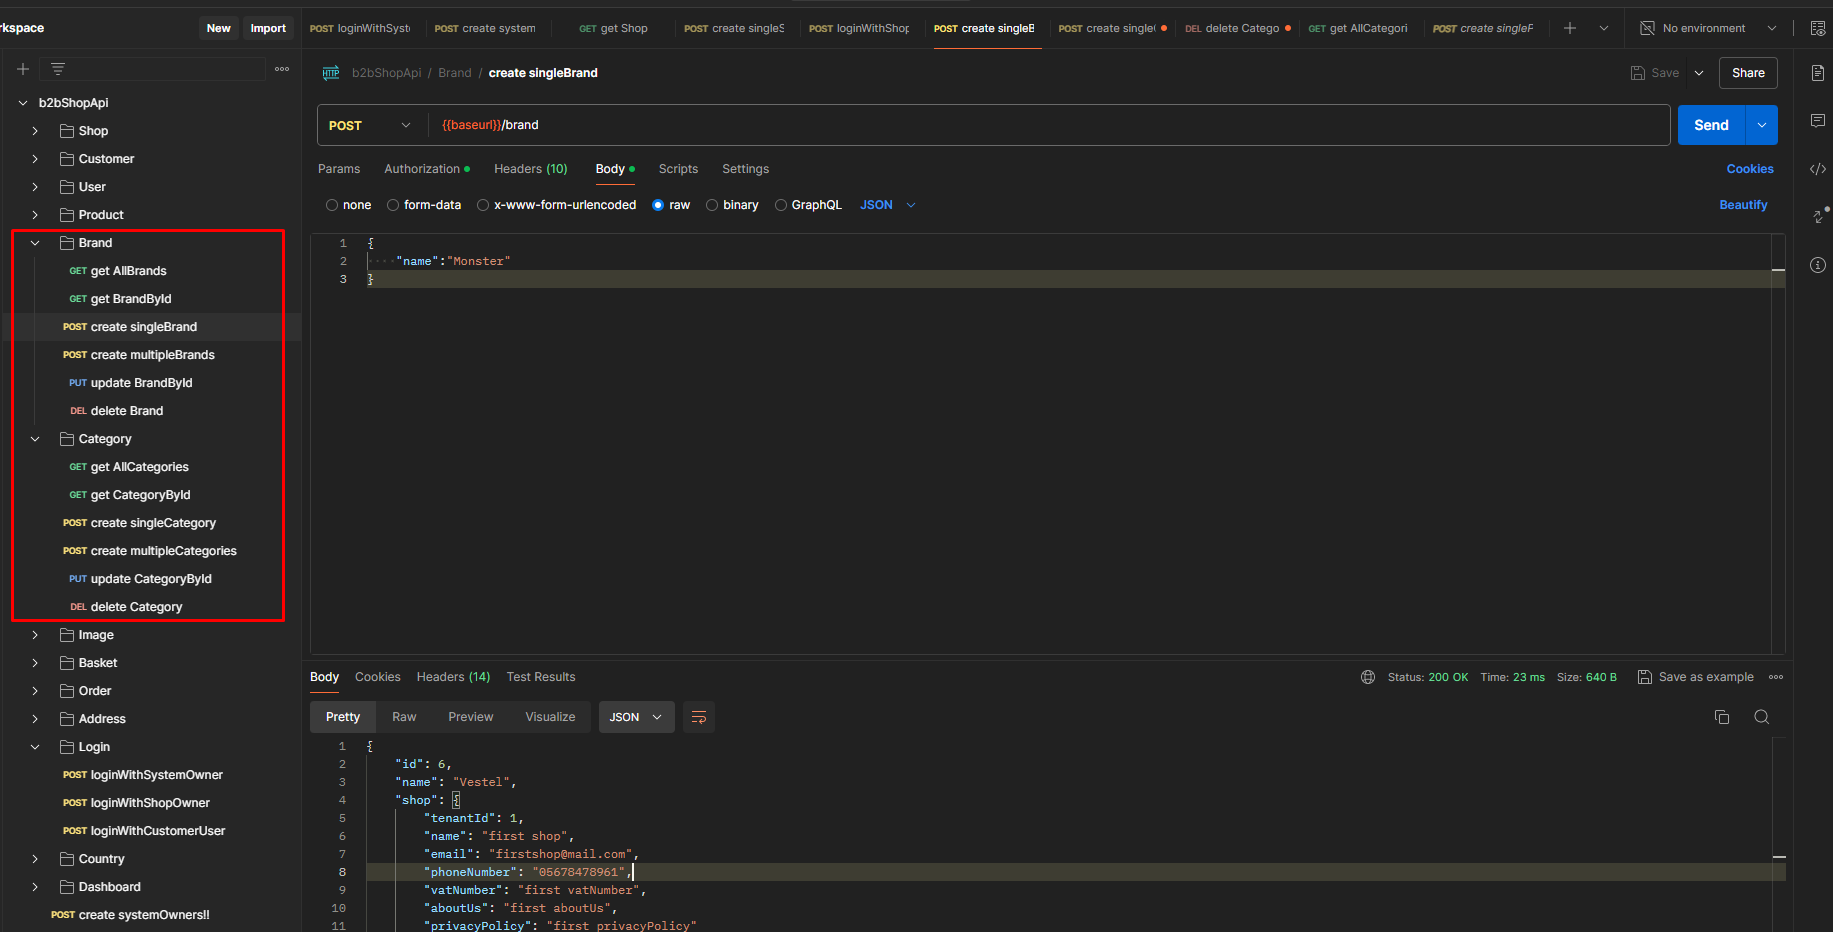 rkspace
New
Import
POST loginWithSyst
POST create system
GET get Shop
POST create singleS
POST loginWithShop
POST create singleB
POST create single
DEL delete Catego
GET get AllCategori
POST create singleP
No environment
b2bShopApi / Brand / create singleBrand
Save
Share
POST
{{baseurl}}/brand
Send
Params
Authorization
Headers (10)
Body
Scripts
Settings
Cookies
none
form-data
x-www-form-urlencoded
raw
binary
GraphQL
JSON
Beautify
1 {
2 "name":"Monster"
3 }
b2bShopApi
Shop
Customer
User
Product
Brand
GET get AllBrands
GET get BrandById
POST create singleBrand
POST create multipleBrands
PUT update BrandById
DEL delete Brand
Category
GET get AllCategories
GET get CategoryById
POST create singleCategory
POST create multipleCategories
PUT update CategoryById
DEL delete Category
Image
Basket
Order
Address
Login
POST loginWithSystemOwner
POST loginWithShopOwner
POST loginWithCustomerUser
Country
Dashboard
POST create systemOwners!!
Body
Cookies
Headers (14)
Test Results
Status: 200 OK
Time: 23 ms
Size: 640 B
Save as example
Pretty
Raw
Preview
Visualize
JSON
1 {
2 "id": 6,
3 "name": "Vestel",
4 "shop": {
5 "tenantId": 1,
6 "name": "first shop",
7 "email": "firstshop@mail.com",
8 "phoneNumber": "05678478961",
9 "vatNumber": "first vatNumber",
10 "aboutUs": "first aboutUs",
11 "privacyPolicy": "first privacyPolicy"